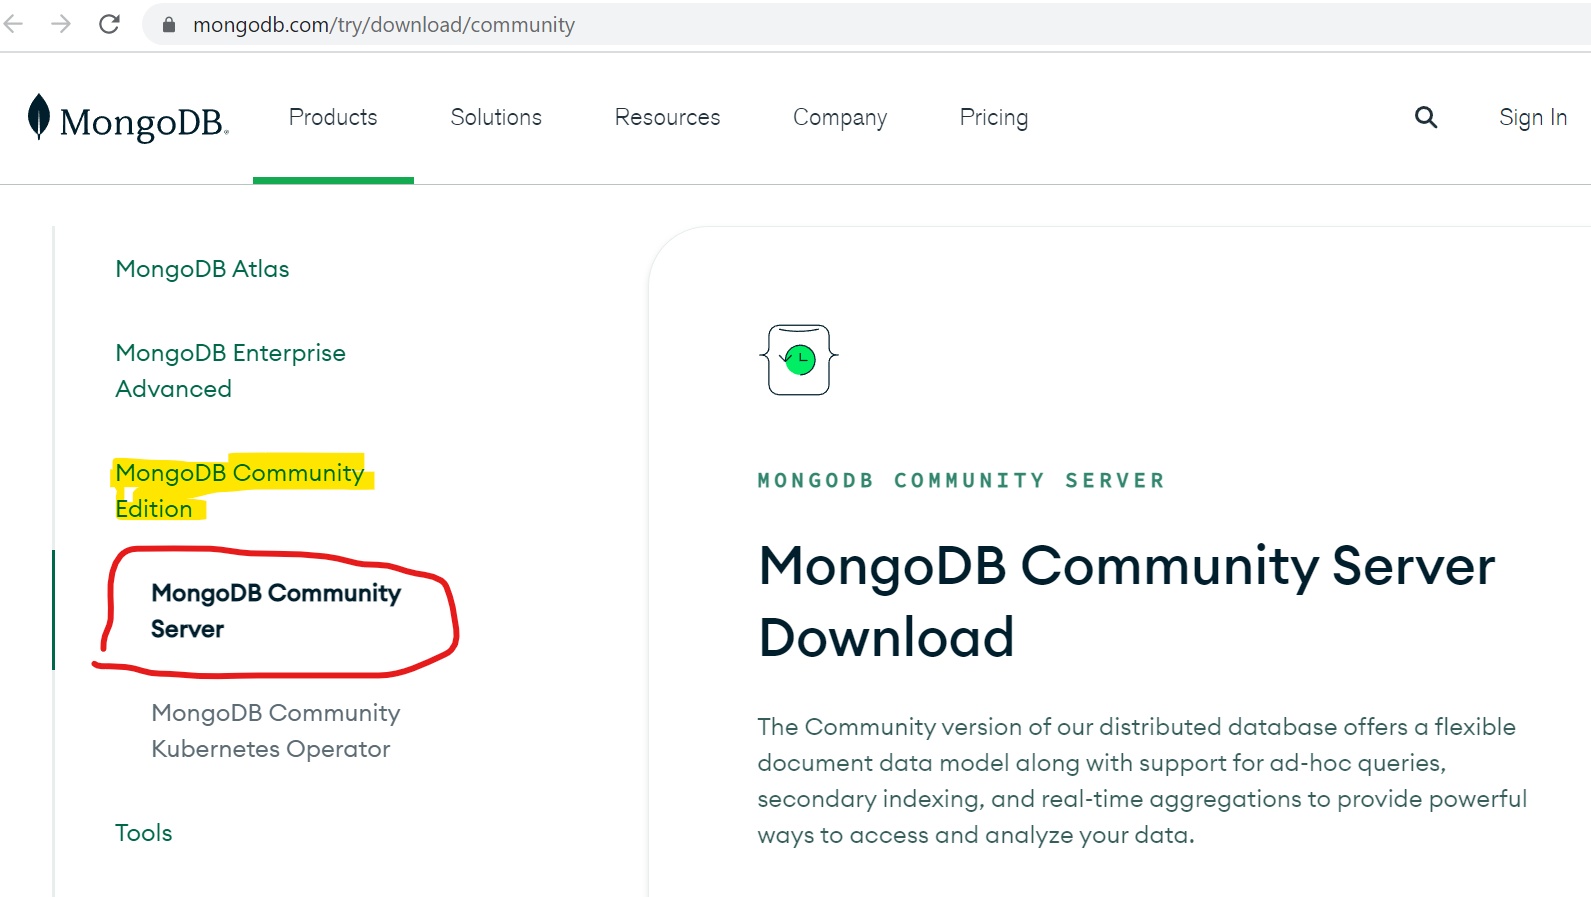 mongodb.com/try/download/community
MongoDB®
Products
Solutions
Resources
Company
Pricing
Sign In
MongoDB Atlas
MongoDB Enterprise
Advanced
MongoDB Community
Edition
MongoDB Community
Server
MongoDB Community
Kubernetes Operator
Tools
MONGODB COMMUNITY SERVER
MongoDB Community Server
Download
The Community version of our distributed database offers a flexible
document data model along with support for ad-hoc queries,
secondary indexing, and real-time aggregations to provide powerful
ways to access and analyze your data.